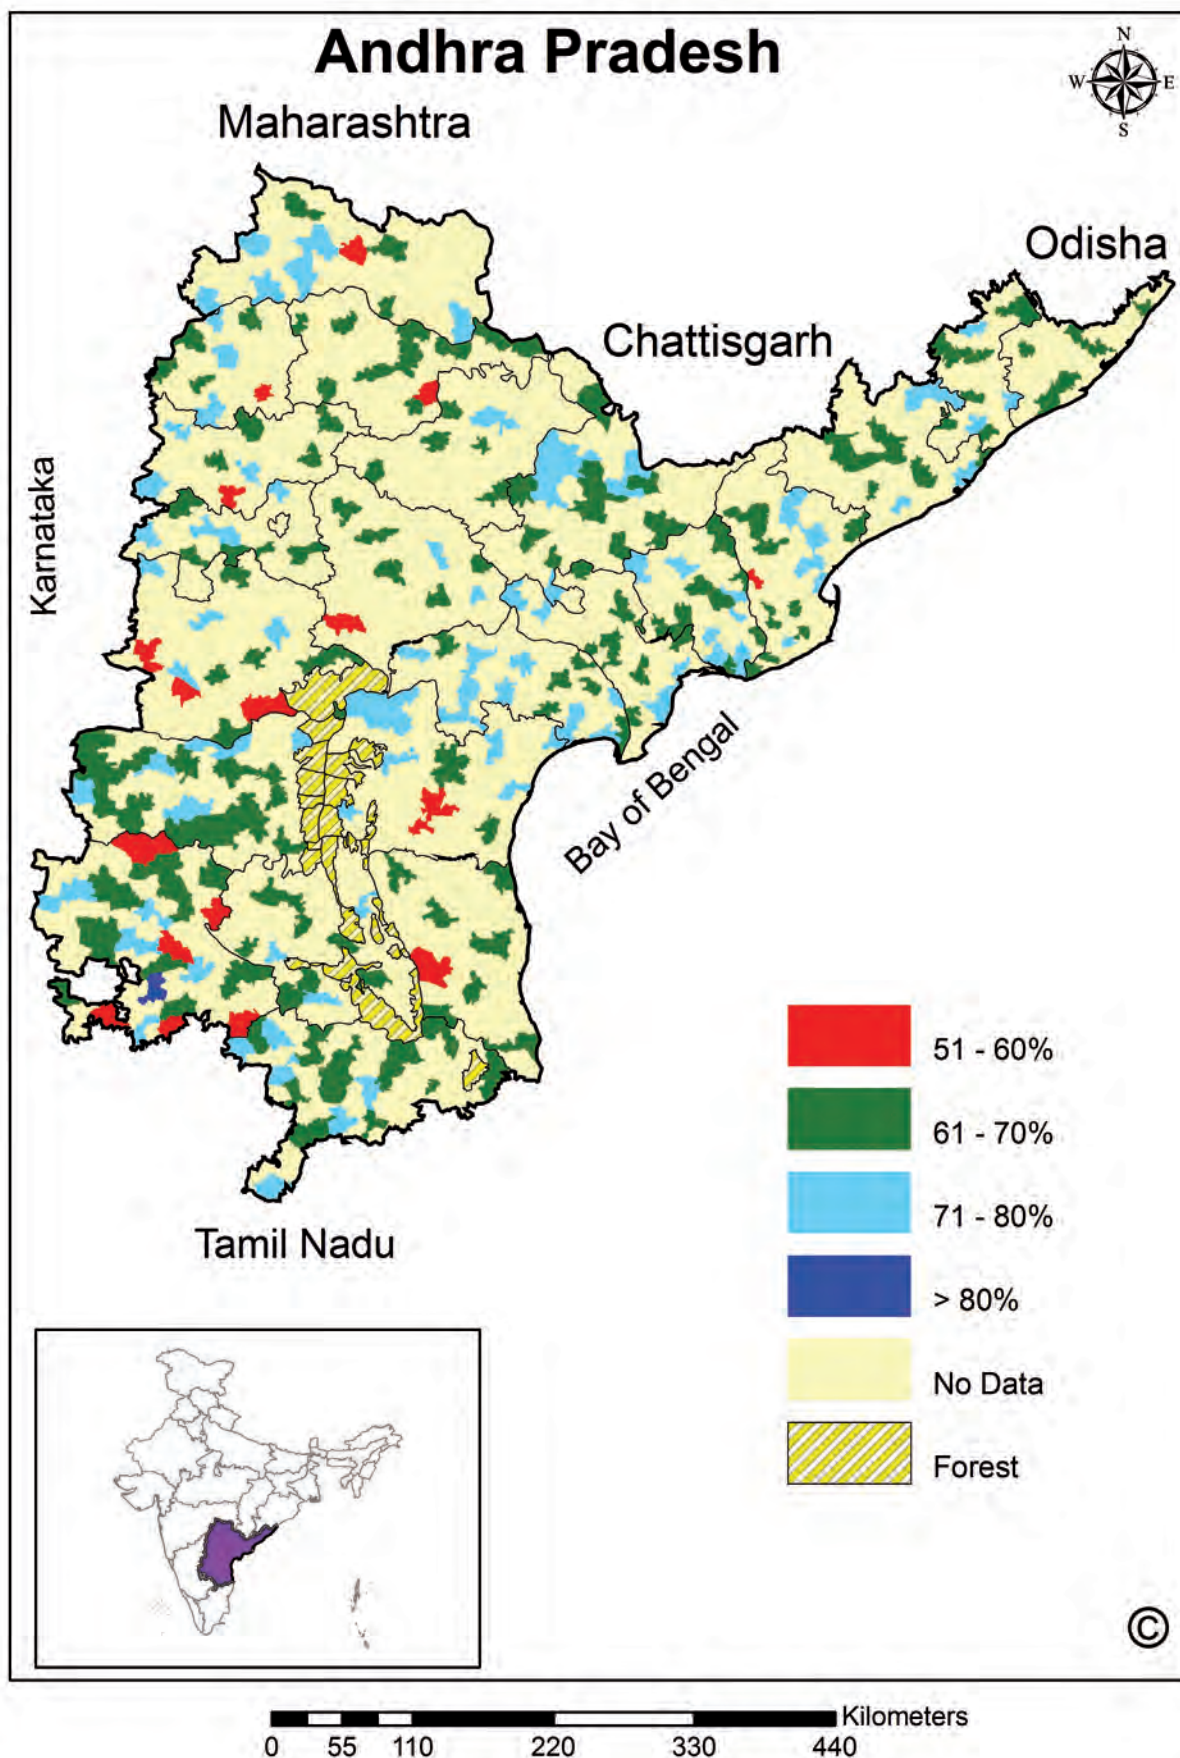 Andhra Pradesh
N
W
E
S
Maharashtra
Odisha
Chattisgarh
Karnataka
Bay of Bengal
Tamil Nadu
51 - 60%
61 - 70%
71 - 80%
> 80%
No Data
Forest
©
Kilometers
0 55 110 220 330 440